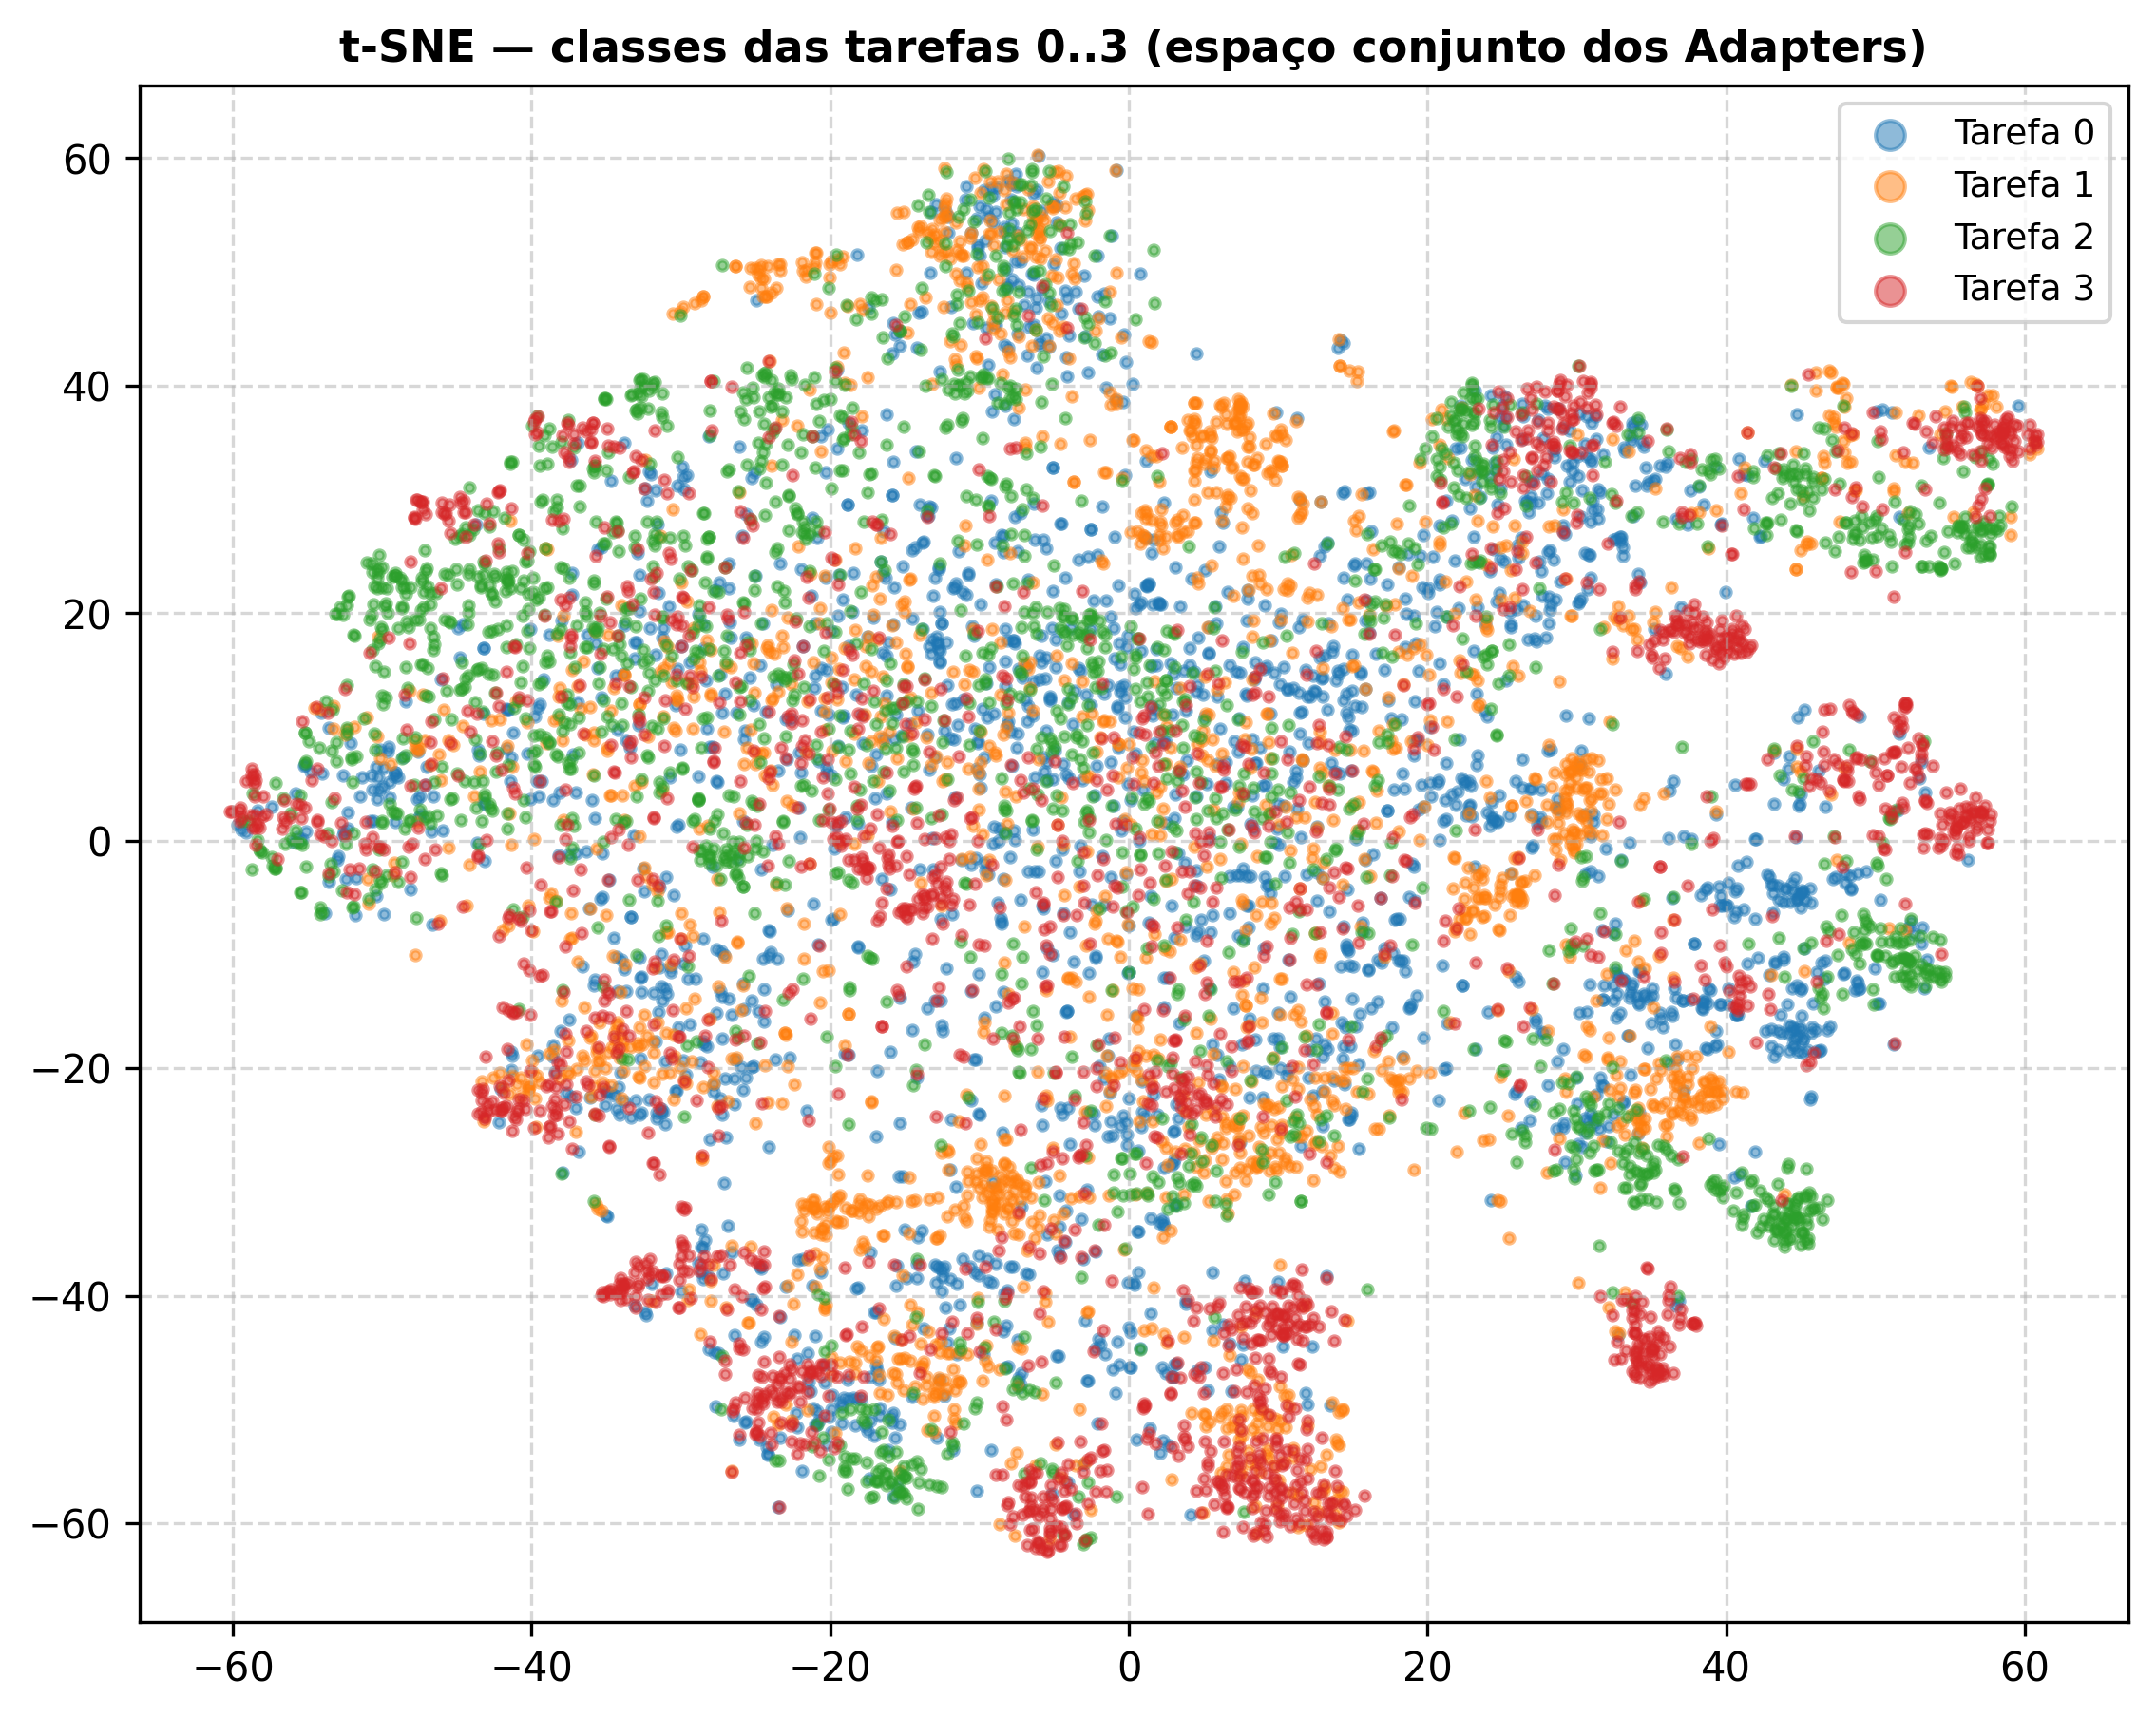 t-SNE — classes das tarefas 0..3 (espaço conjunto dos Adapters)
Tarefa 0
Tarefa 1
Tarefa 2
Tarefa 3
60
40
20
0
−20
−40
−60
−60 −40 −20 0 20 40 60